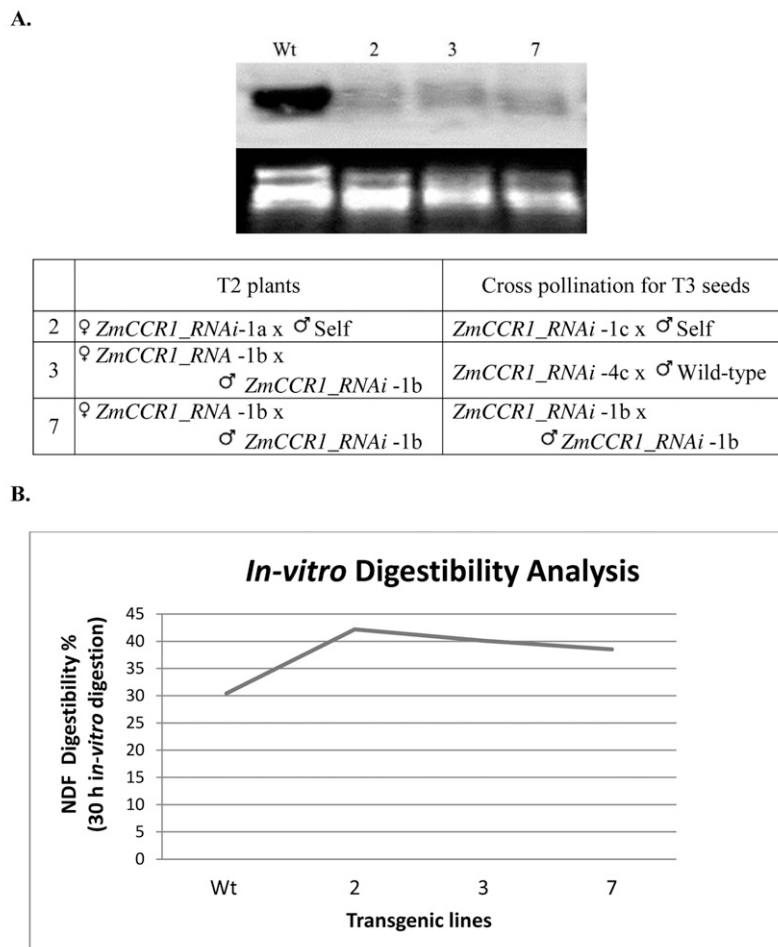 A.
Wt 2 3 7
T2 plants Cross pollination for T3 seeds
2 ♀ ZmCCR1_RNAi-1a x ♂ Self ZmCCR1_RNAi -1c x ♂ Self
3 ♀ ZmCCR1_RNA -1b x
♂ ZmCCR1_RNAi -1b ZmCCR1_RNAi -4c x ♂ Wild-type
7 ♀ ZmCCR1_RNA -1b x
♂ ZmCCR1_RNAi -1b ZmCCR1_RNAi -1b x
♂ ZmCCR1_RNAi -1b
B.
In-vitro Digestibility Analysis
NDF Digestibility %
(30 h in-vitro digestion)
45
40
35
30
25
20
15
10
5
0
Wt 2 3 7
Transgenic lines